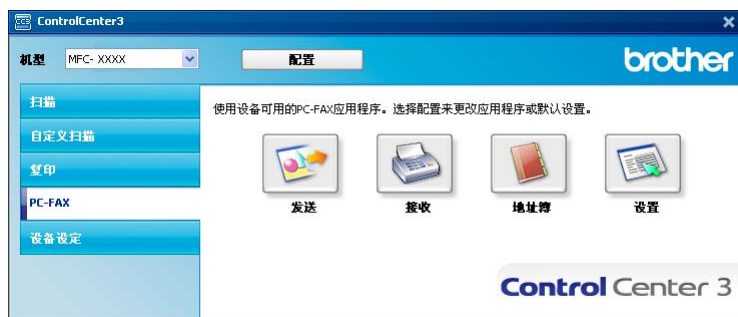 CC3 ControlCenter3
机型 MFC- XXXX 配置 brother
扫描
使用设备可用的PC-FAX应用程序。选择配置来更改应用程序或默认设置。
自定义扫描
复印
PC-FAX
设备设定
发送 接收 地址簿 设置
Control Center 3